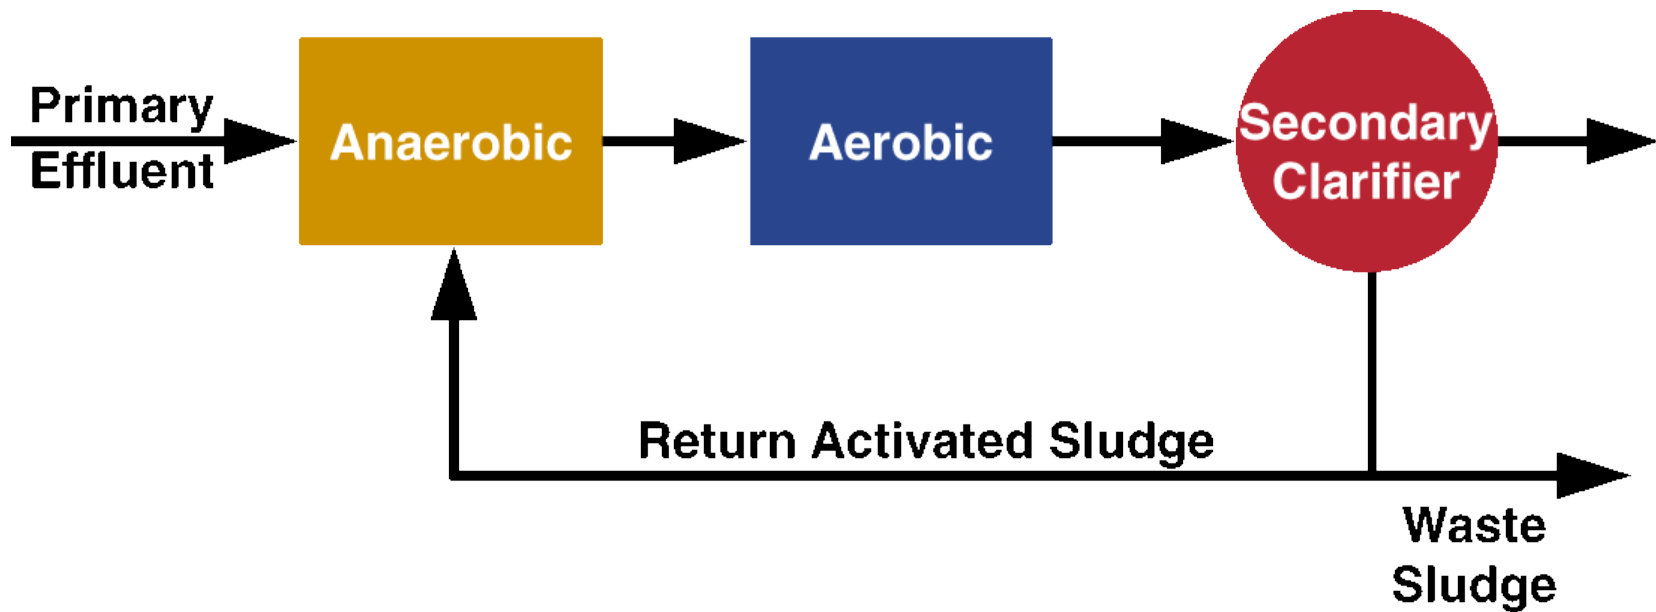 Primary
Effluent
Anaerobic
Aerobic
Secondary
Clarifier
Return Activated Sludge
Waste
Sludge